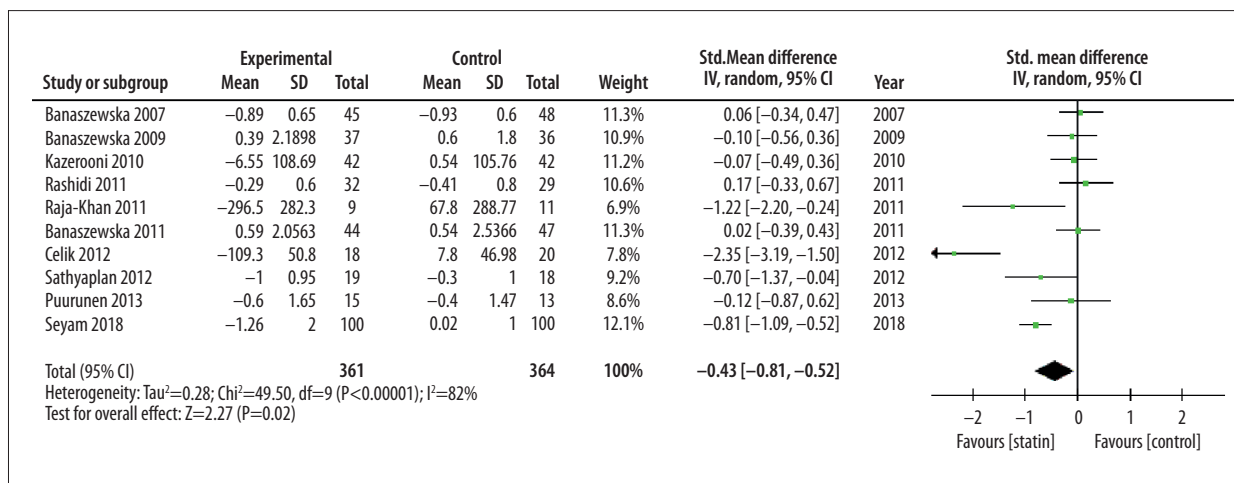 Experimental Control Std.Mean difference Std. mean difference
Study or subgroup Mean SD Total Mean SD Total Weight IV, random, 95% CI Year IV, random, 95% CI
Banaszewska 2007 −0.89 0.65 45 −0.93 0.6 48 11.3% 0.06 [−0.34, 0.47] 2007
Banaszewska 2009 0.39 2.1898 37 0.6 1.8 36 10.9% −0.10 [−0.56, 0.36] 2009
Kazerooni 2010 −6.55 108.69 42 0.54 105.76 42 11.2% −0.07 [−0.49, 0.36] 2010
Rashidi 2011 −0.29 0.6 32 −0.41 0.8 29 10.6% 0.17 [−0.33, 0.67] 2011
Raja-Khan 2011 −296.5 282.3 9 67.8 288.77 11 6.9% −1.22 [−2.20, −0.24] 2011
Banaszewska 2011 0.59 2.0563 44 0.54 2.5366 47 11.3% 0.02 [−0.39, 0.43] 2011
Celik 2012 −109.3 50.8 18 7.8 46.98 20 7.8% −2.35 [−3.19, −1.50] 2012
Sathyaplan 2012 −1 0.95 19 −0.3 1 18 9.2% −0.70 [−1.37, −0.04] 2012
Puurunen 2013 −0.6 1.65 15 −0.4 1.47 13 8.6% −0.12 [−0.87, 0.62] 2013
Seyam 2018 −1.26 2 100 0.02 1 100 12.1% −0.81 [−1.09, −0.52] 2018
Total (95% CI) 361 364 100% −0.43 [−0.81, −0.52]
Heterogeneity: Tau²=0.28; Chi²=49.50, df=9 (P<0.00001); I²=82%
Test for overall effect: Z=2.27 (P=0.02)
−2 −1 0 1 2
Favours [statin] Favours [control]